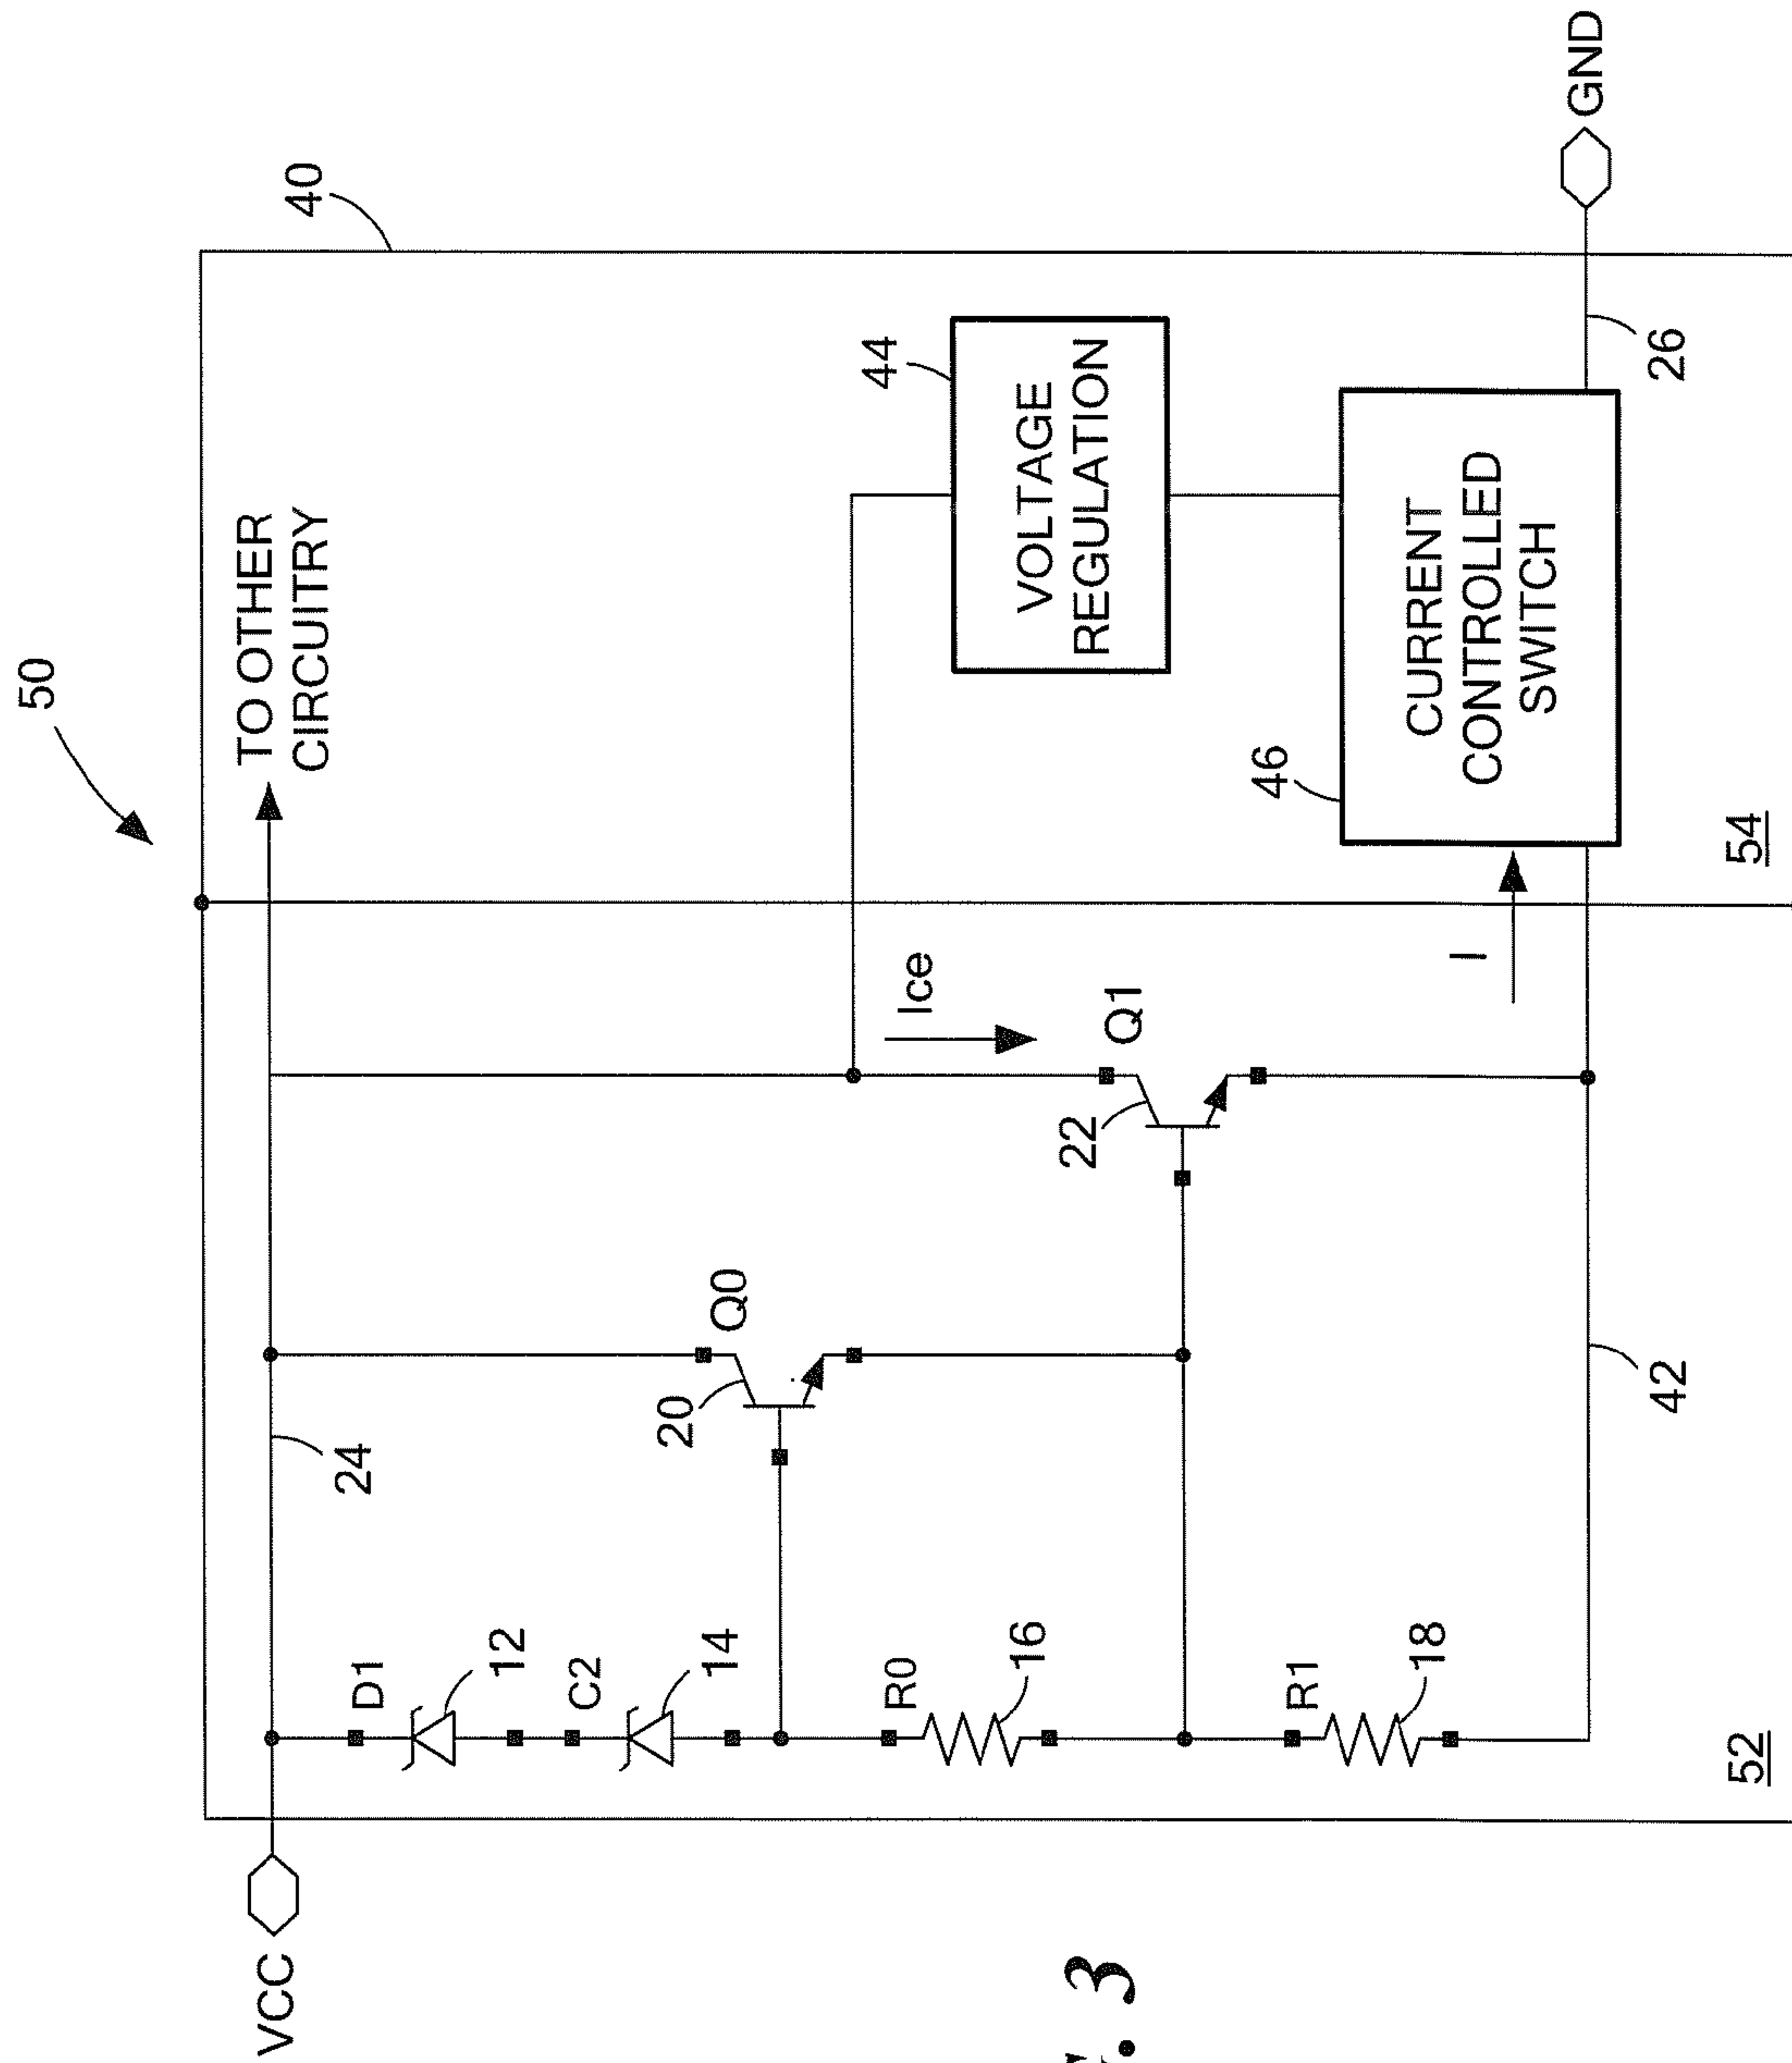 50
40
TO OTHER
CIRCUITRY
VCC
24
D1
12
C2
14
Q0
20
R0
16
R1
18
Ice
Q1
22
44
VOLTAGE
REGULATION
46
CURRENT
CONTROLLED
SWITCH
I
GND
26
42
52
54
3